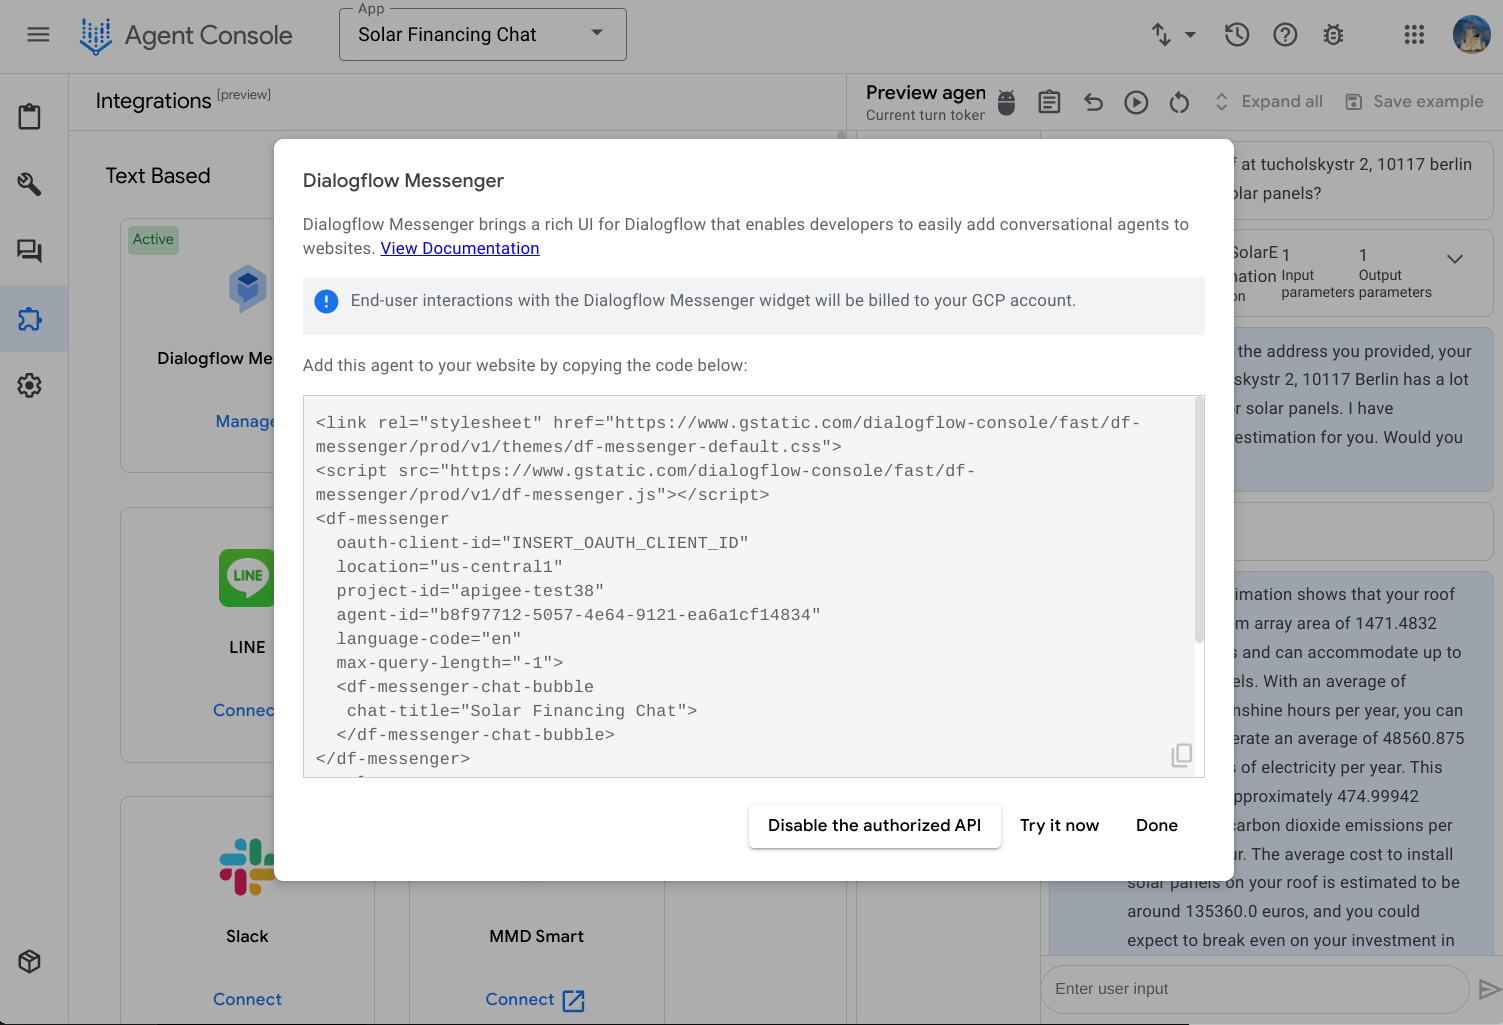 Agent Console
App
Solar Financing Chat
Integrations [preview]
Preview agen
Current turn token
Expand all
Save example
Text Based
Active
Dialogflow Me
Manage
LINE
LINE
Connec
Slack
Connect
MMD Smart
Connect
Dialogflow Messenger
Dialogflow Messenger brings a rich UI for Dialogflow that enables developers to easily add conversational agents to
websites. View Documentation
End-user interactions with the Dialogflow Messenger widget will be billed to your GCP account.
Add this agent to your website by copying the code below:
<link rel="stylesheet" href="https://www.gstatic.com/dialogflow-console/fast/df-
messenger/prod/v1/themes/df-messenger-default.css">
<script src="https://www.gstatic.com/dialogflow-console/fast/df-
messenger/prod/v1/df-messenger.js"></script>
<df-messenger
oauth-client-id="INSERT_OAUTH_CLIENT_ID"
location="us-central1"
project-id="apigee-test38"
agent-id="b8f97712-5057-4e64-9121-ea6a1cf14834"
language-code="en"
max-query-length="-1">
<df-messenger-chat-bubble
chat-title="Solar Financing Chat">
</df-messenger-chat-bubble>
</df-messenger>
Disable the authorized API
Try it now
Done
f at tucholskystr 2, 10117 berlin
olar panels?
SolarE
nation
on
1
Input
parameters
1
Output
parameters
the address you provided, your
skystr 2, 10117 Berlin has a lot
r solar panels. I have
estimation for you. Would you
imation shows that your roof
m array area of 1471.4832
s and can accommodate up to
els. With an average of
nshine hours per year, you can
erate an average of 48560.875
s of electricity per year. This
pproximately 474.99942
carbon dioxide emissions per
ur. The average cost to install
solar panels on your roof is estimated to be
around 135360.0 euros, and you could
expect to break even on your investment in
Enter user input